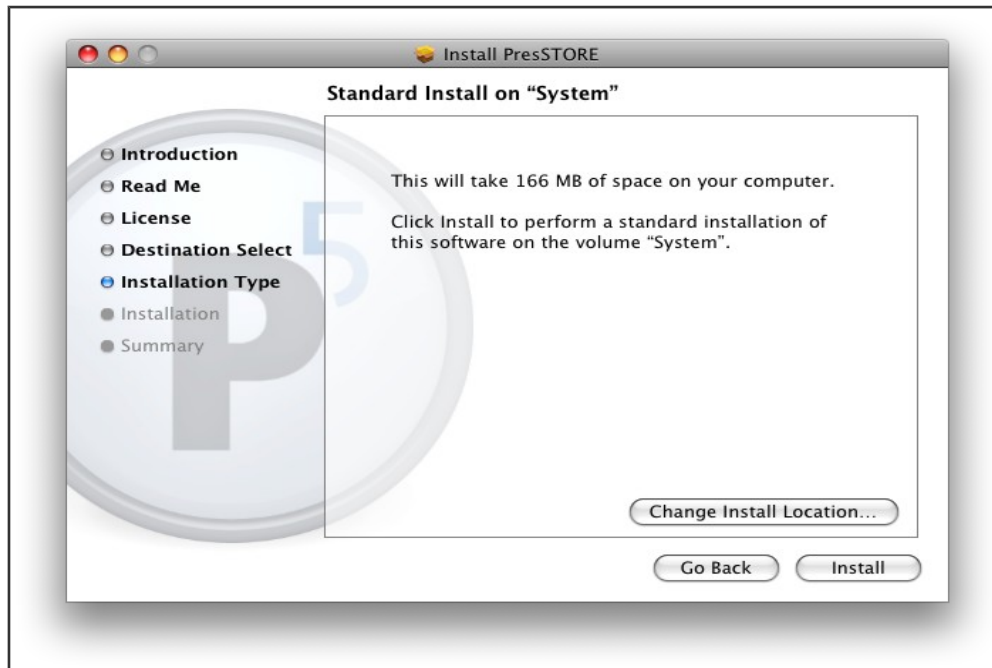 Install PresSTORE
Standard Install on “System”
Introduction
Read Me
License
Destination Select
Installation Type
Installation
Summary
P5
This will take 166 MB of space on your computer.
Click Install to perform a standard installation of
this software on the volume “System”.
Change Install Location...
Go Back
Install